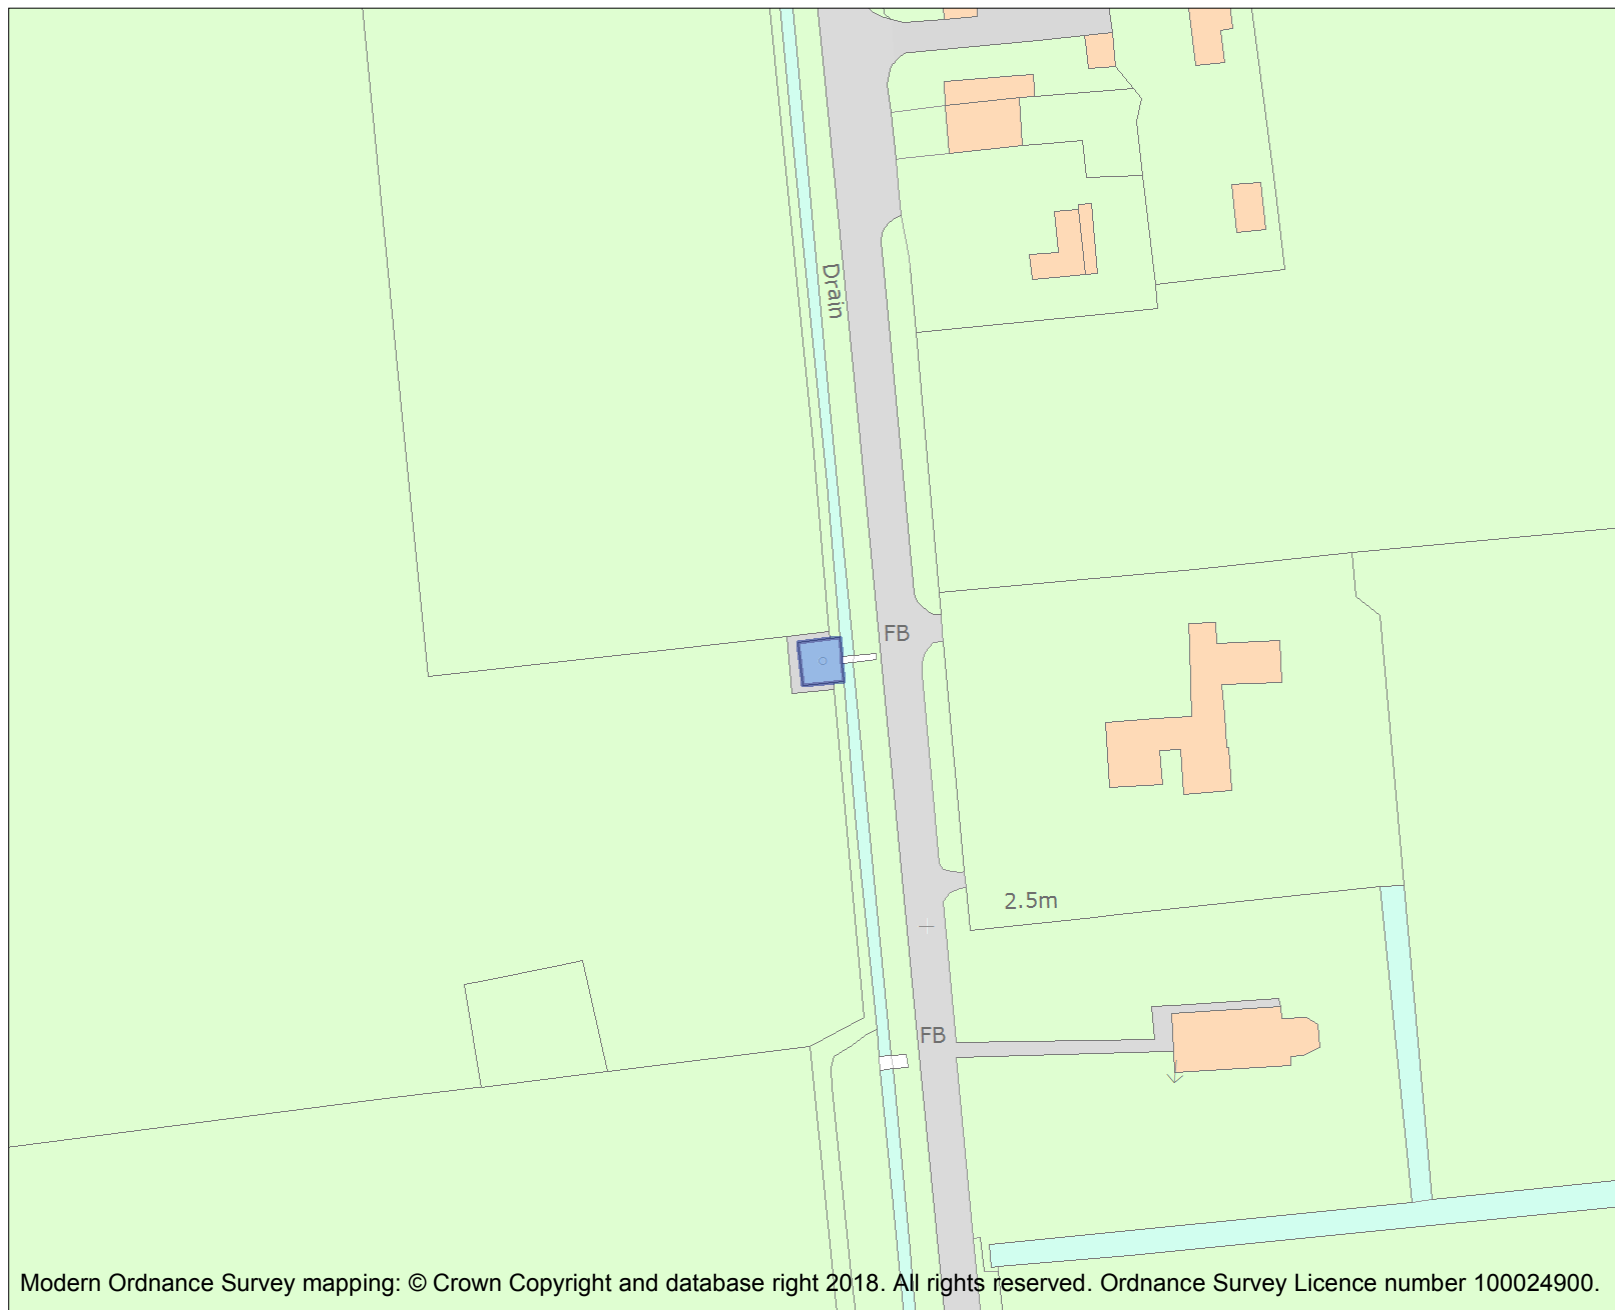 Drain
FB
2.5m
FB
Modern Ordnance Survey mapping: © Crown Copyright and database right 2018. All rights reserved. Ordnance Survey Licence number 100024900.